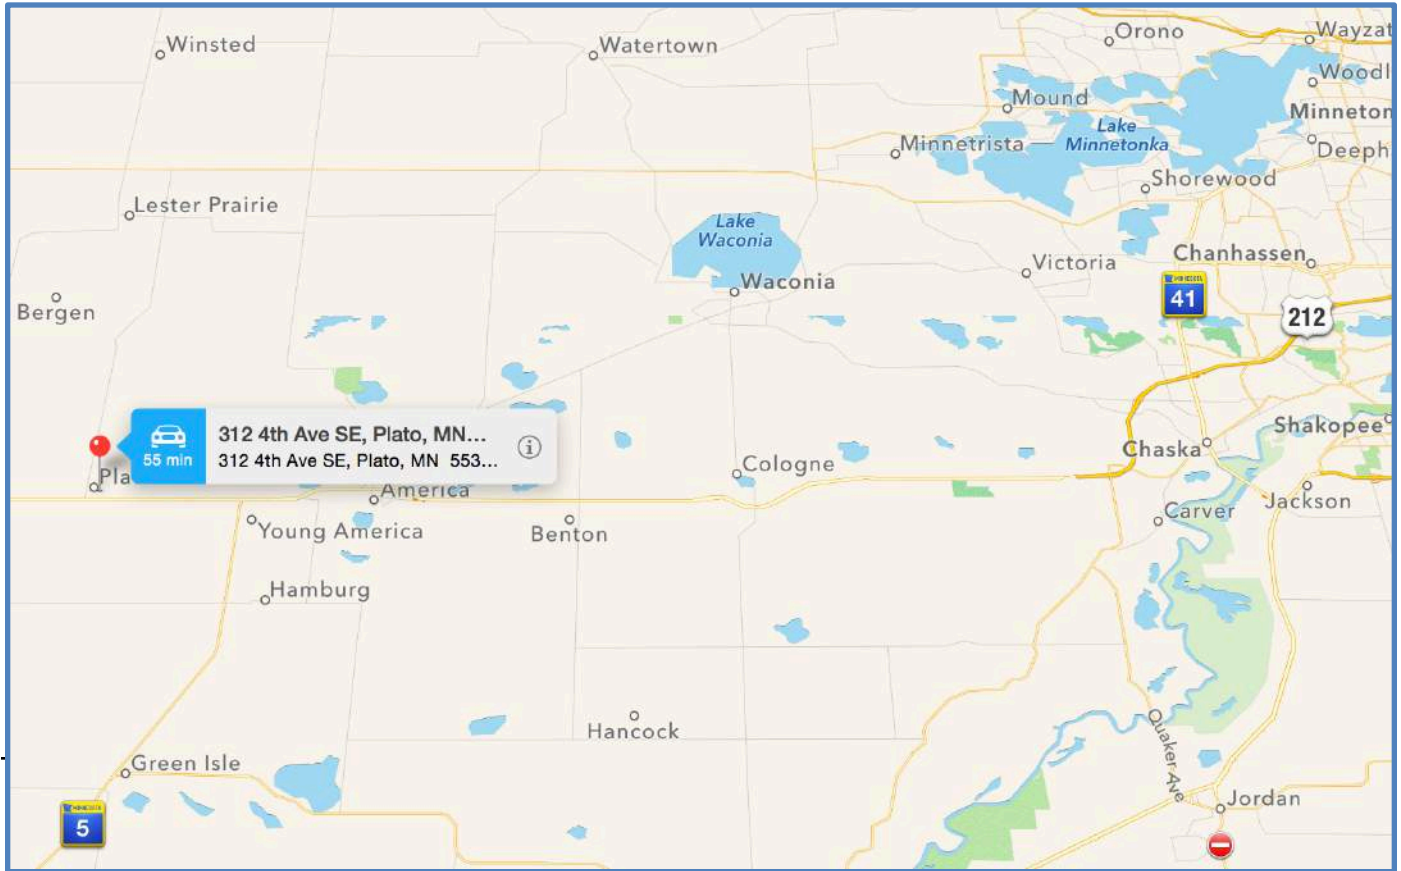 Winsted
Watertown
Orono
Wayzat
Woodl
Mound
Minneton
Lake
Minnetonka
Minnetrista
Deeph
Shorewood
Lester Prairie
Lake
Waconia
Chanhassen
Victoria
Waconia
MINNESOTA
41
Bergen
212
312 4th Ave SE, Plato, MN...
55 min
312 4th Ave SE, Plato, MN 553...
Shakopee
Chaska
Cologne
Pla
America
Jackson
Carver
Young America
Benton
Hamburg
Hancock
Quaker Ave
Green Isle
Jordan
MINNESOTA
5